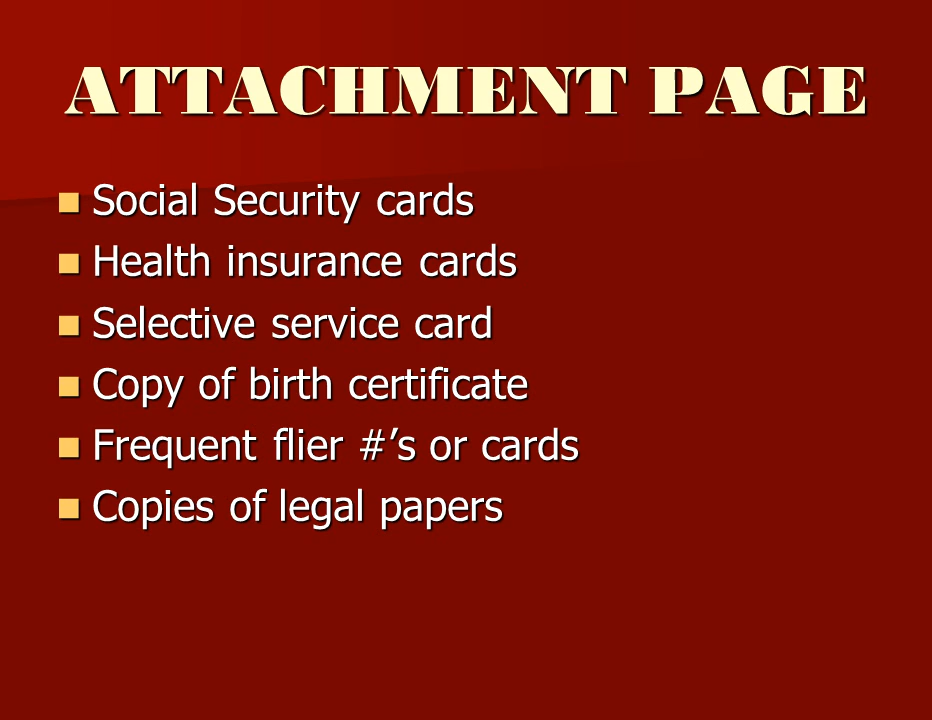 ATTACHMENT PAGE
Social Security cards
Health insurance cards
Selective service card
Copy of birth certificate
Frequent flier #’s or cards
Copies of legal papers